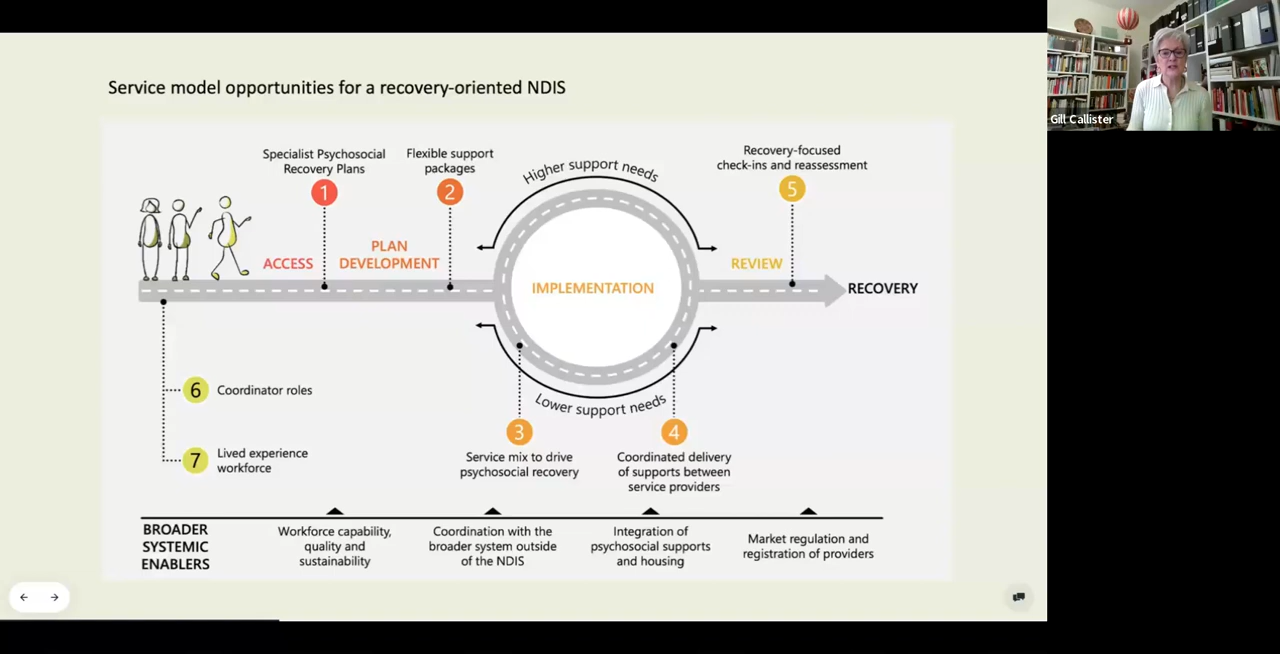 Service model opportunities for a recovery-oriented NDIS
Gill Callister
Specialist Psychosocial
Recovery Plans
1
Flexible support
packages
2
Higher support needs
Recovery-focused
check-ins and reassessment
5
ACCESS
PLAN
DEVELOPMENT
IMPLEMENTATION
REVIEW
RECOVERY
6
Coordinator roles
7
Lived experience
workforce
Lower support needs
3
Service mix to drive
psychosocial recovery
4
Coordinated delivery
of supports between
service providers
BROADER
SYSTEMIC
ENABLERS
Workforce capability,
quality and
sustainability
Coordination with the
broader system outside
of the NDIS
Integration of
psychosocial supports
and housing
Market regulation and
registration of providers